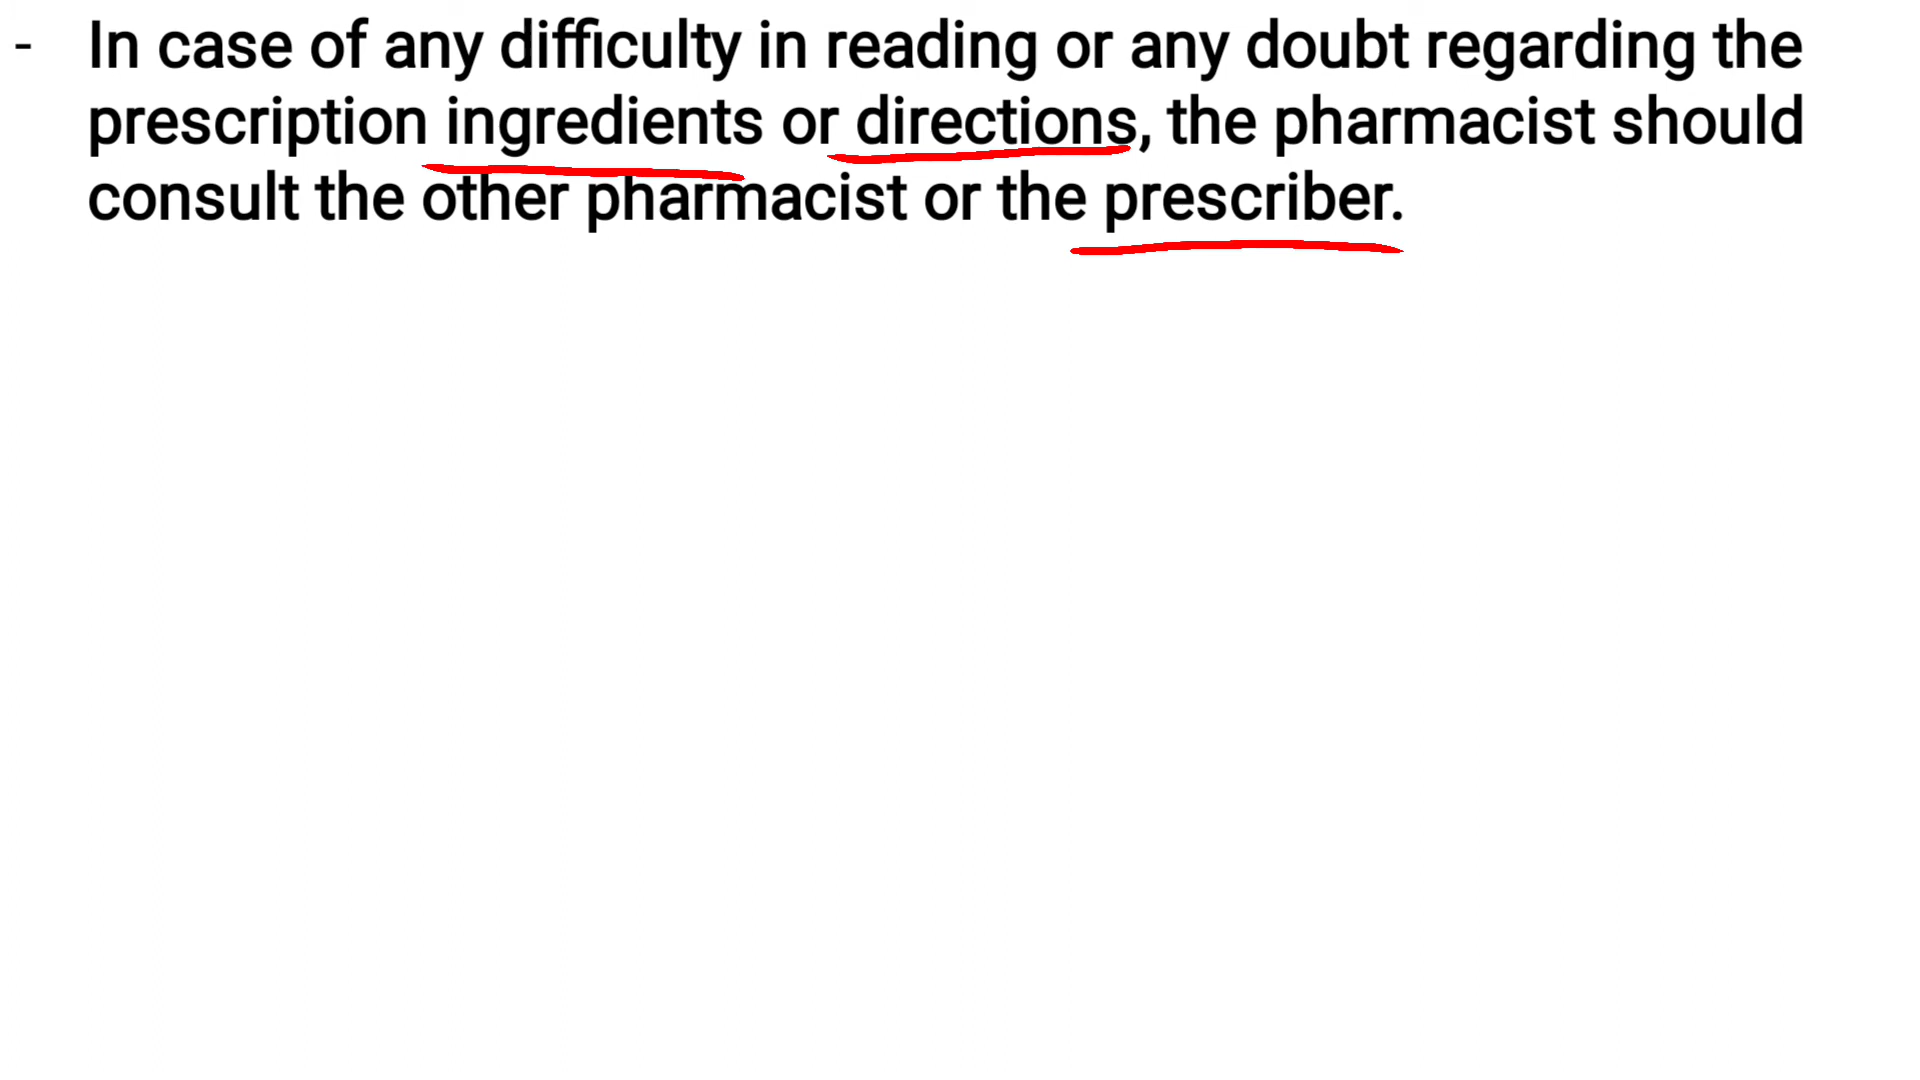 - In case of any difficulty in reading or any doubt regarding the
prescription ingredients or directions, the pharmacist should
consult the other pharmacist or the prescriber.